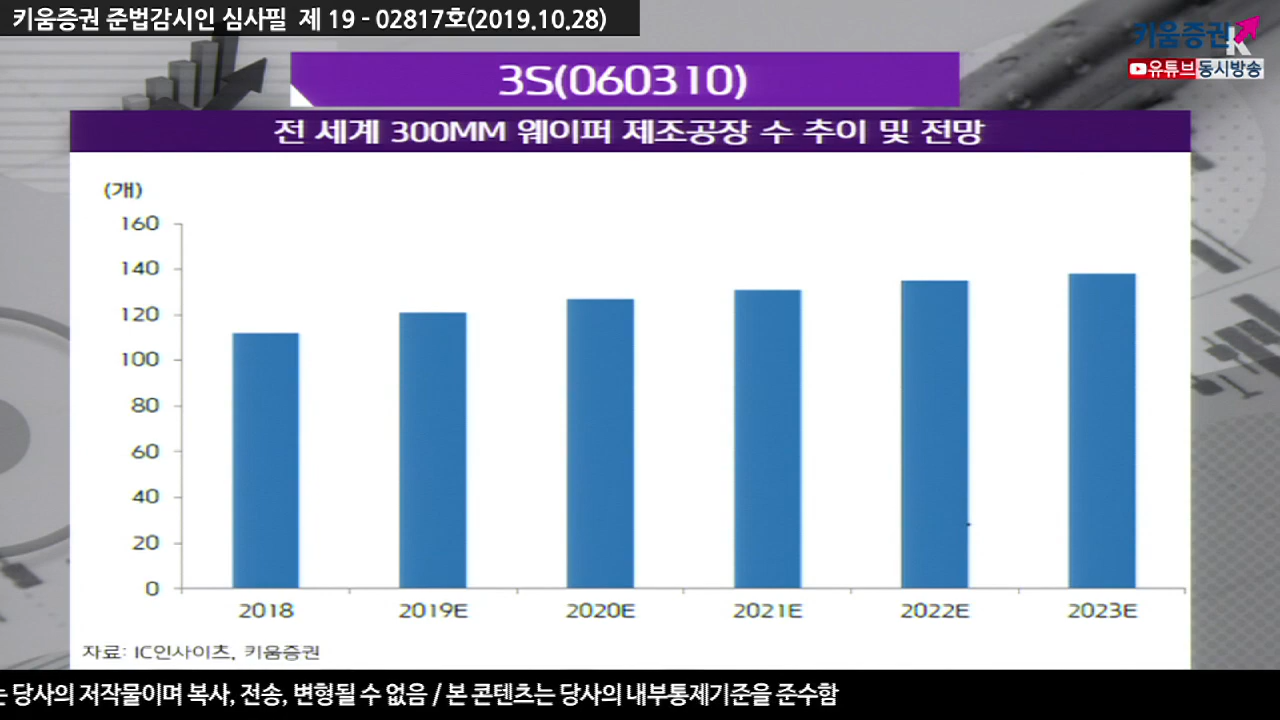 키움증권 준법감시인 심사필 제 19 - 02817호(2019.10.28)
키움증권
유튜브 동시방송
3S(060310)
전 세계 300MM 웨이퍼 제조공장 수 추이 및 전망
(개)
160
140
120
100
80
60
40
20
0
2018 2019E 2020E 2021E 2022E 2023E
자료: IC인사이츠, 키움증권
는 당사의 저작물이며 복사, 전송, 변형될 수 없음 / 본 콘텐츠는 당사의 내부통제기준을 준수함